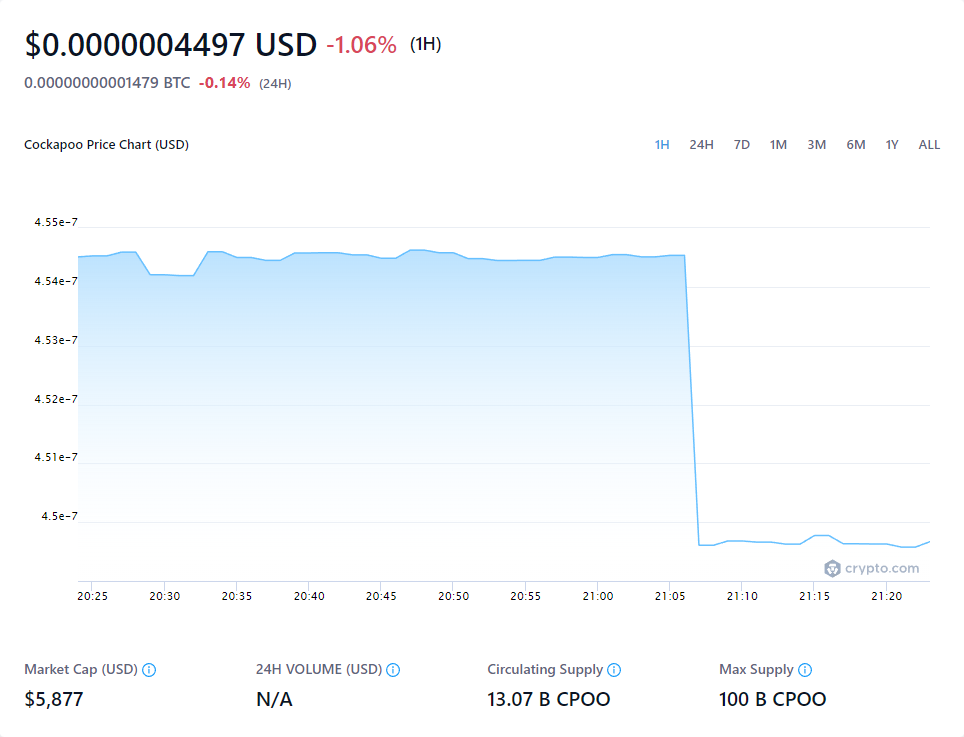 $0.0000004497 USD -1.06% (1H)
0.00000000001479 BTC -0.14% (24H)
Cockapoo Price Chart (USD) 1H 24H 7D 1M 3M 6M 1Y ALL
4.55e-7
4.54e-7
4.53e-7
4.52e-7
4.51e-7
4.5e-7
crypto.com
20:25 20:30 20:35 20:40 20:45 20:50 20:55 21:00 21:05 21:10 21:15 21:20
Market Cap (USD) 24H VOLUME (USD) Circulating Supply Max Supply
$5,877 N/A 13.07 B CPOO 100 B CPOO